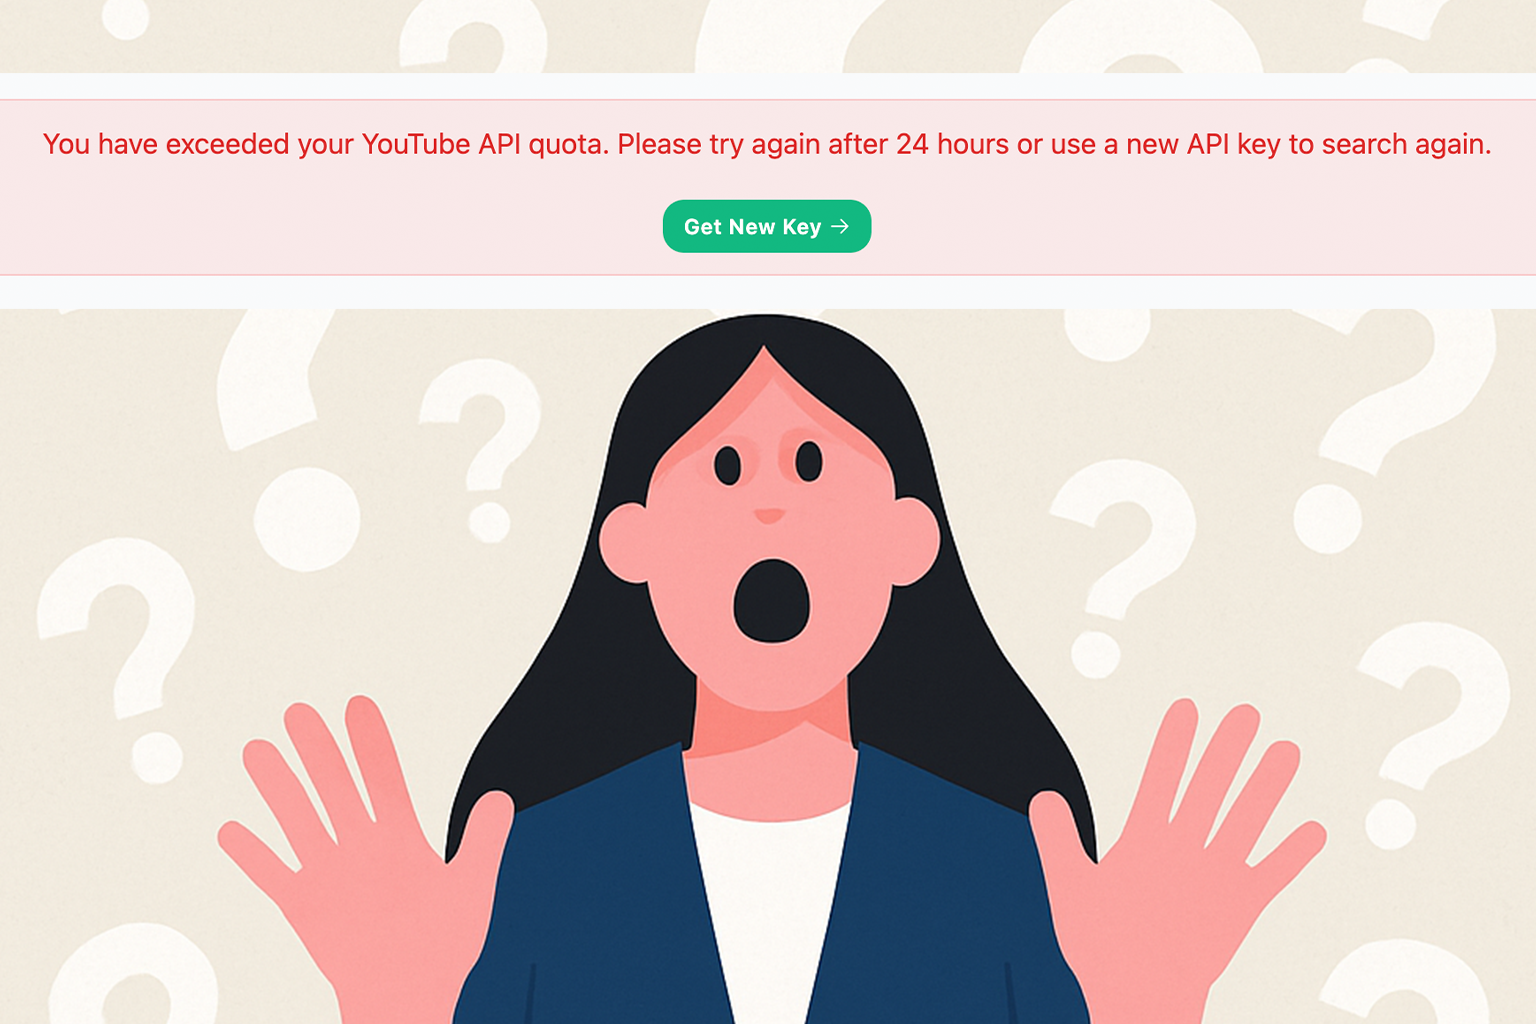 You have exceeded your YouTube API quota. Please try again after 24 hours or use a new API key to search again.
Get New Key →